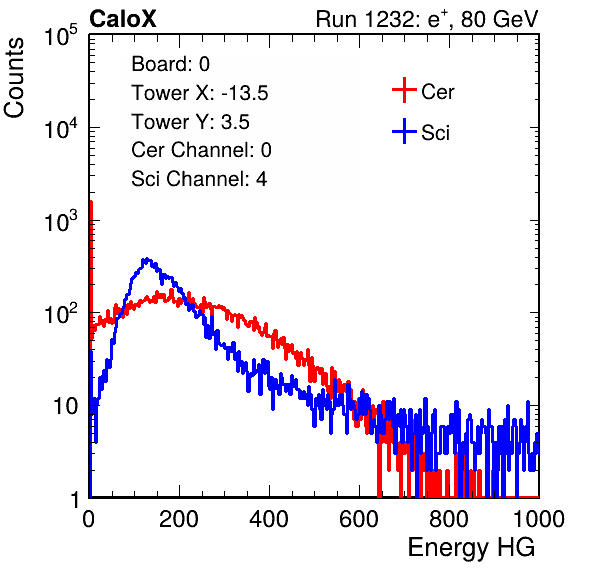 CaloX Run 1232: e⁺, 80 GeV
Counts
10⁵
10⁴
10³
10²
10
1
Board: 0
Tower X: -13.5
Tower Y: 3.5
Cer Channel: 0
Sci Channel: 4
Cer
Sci
0 200 400 600 800 1000
Energy HG